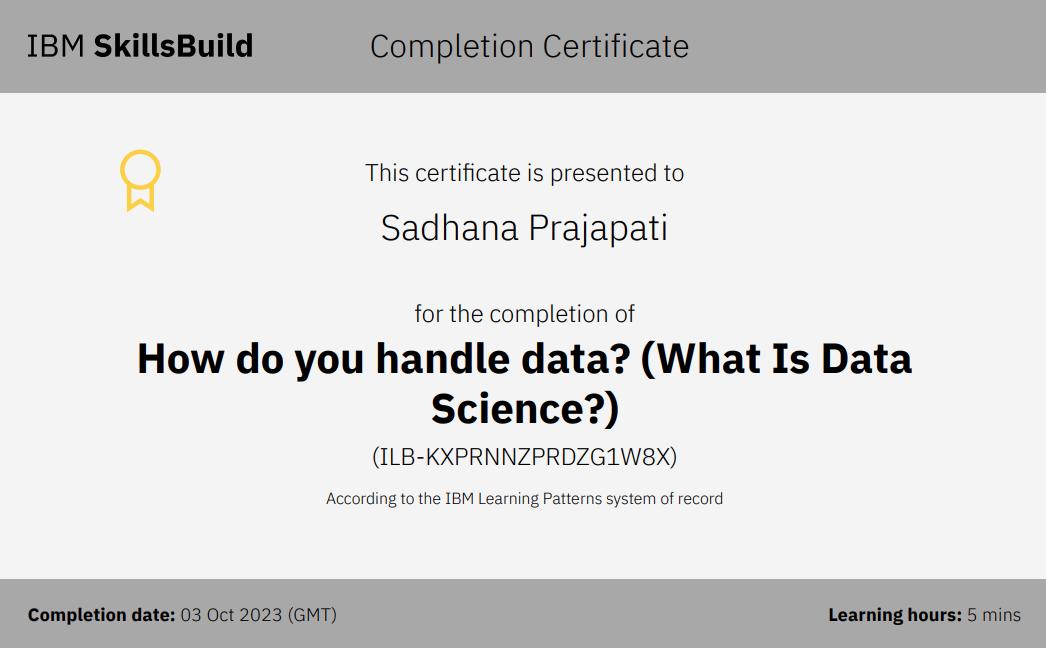 IBM SkillsBuild
Completion Certificate
This certificate is presented to
Sadhana Prajapati
for the completion of
How do you handle data? (What Is Data
Science?)
(ILB-KXPRNNZPRDZG1W8X)
According to the IBM Learning Patterns system of record
Completion date: 03 Oct 2023 (GMT)
Learning hours: 5 mins